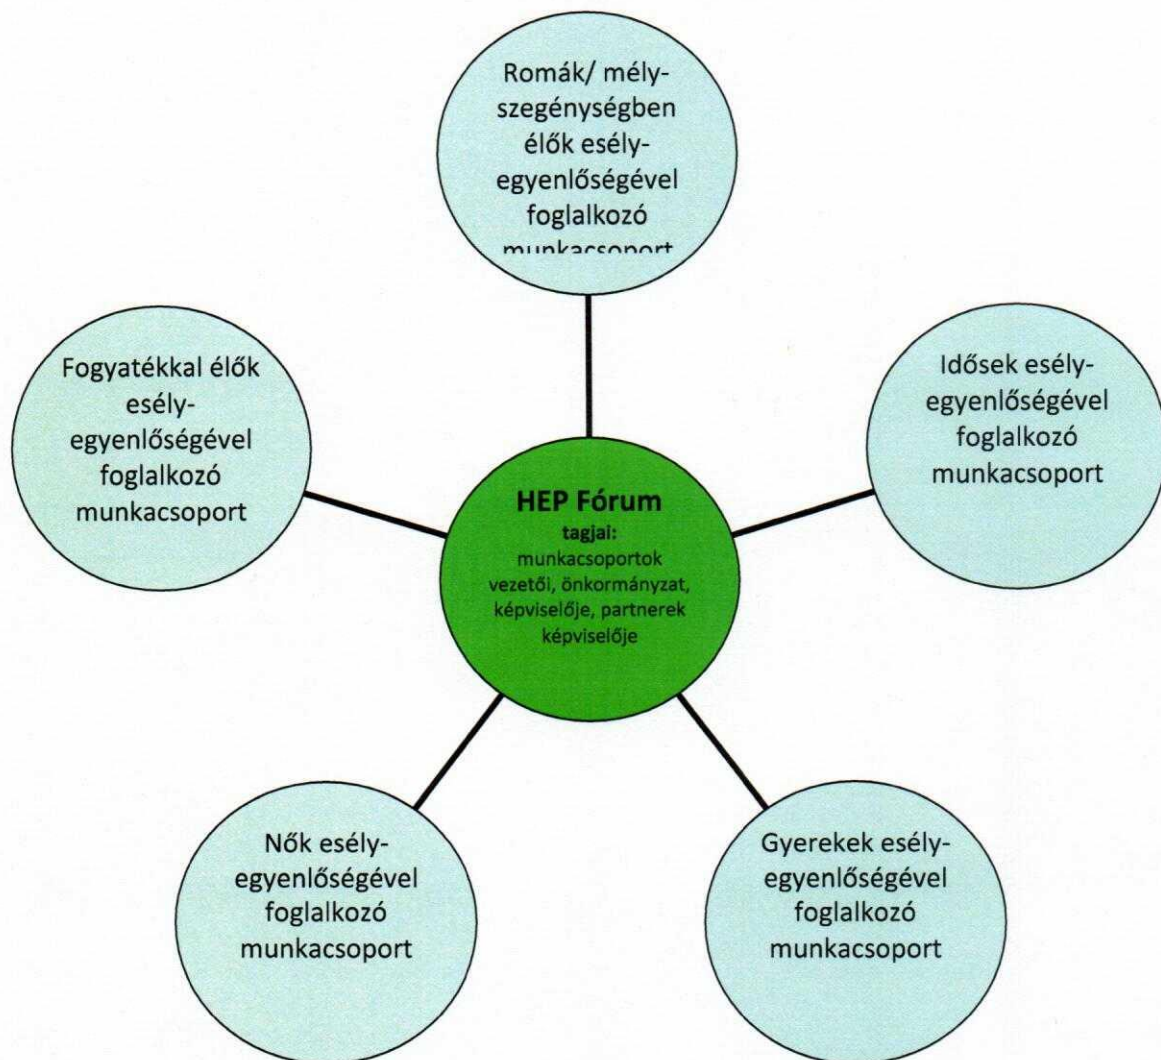 Romák/ mély-
szegénységben
élők esély-
egyenlőségével
foglalkozó
munkacsoport
Fogyatékkal élők
esély-
egyenlőségével
foglalkozó
munkacsoport
Idősek esély-
egyenlőségével
foglalkozó
munkacsoport
HEP Fórum
tagjai:
munkacsoportok
vezetői, önkormányzat,
képviselője, partnerek
képviselője
Nők esély-
egyenlőségével
foglalkozó
munkacsoport
Gyerekek esély-
egyenlőségével
foglalkozó
munkacsoport